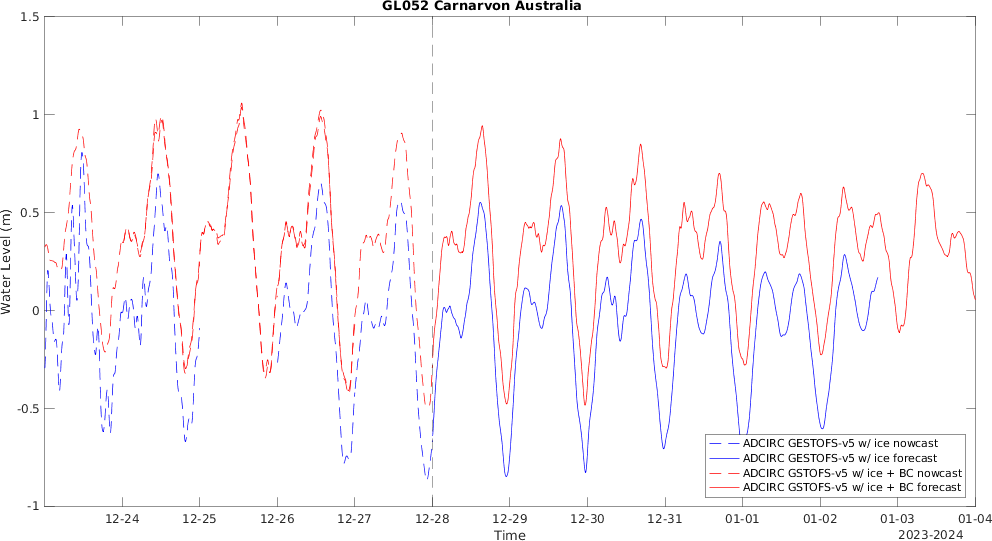 GL052 Carnarvon Australia
1.5
1
0.5
0
-0.5
-1
Water Level (m)
ADCIRC GESTOFS-v5 w/ ice nowcast
ADCIRC GESTOFS-v5 w/ ice forecast
ADCIRC GSTOFS-v5 w/ ice + BC nowcast
ADCIRC GSTOFS-v5 w/ ice + BC forecast
12-24 12-25 12-26 12-27 12-28 12-29 12-30 12-31 01-01 01-02 01-03 01-04
Time
2023-2024